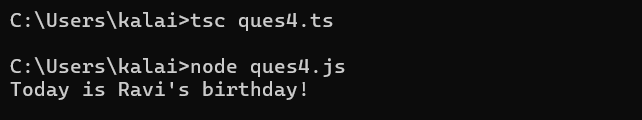 C:\Users\kalai>tsc ques4.ts
C:\Users\kalai>node ques4.js
Today is Ravi's birthday!